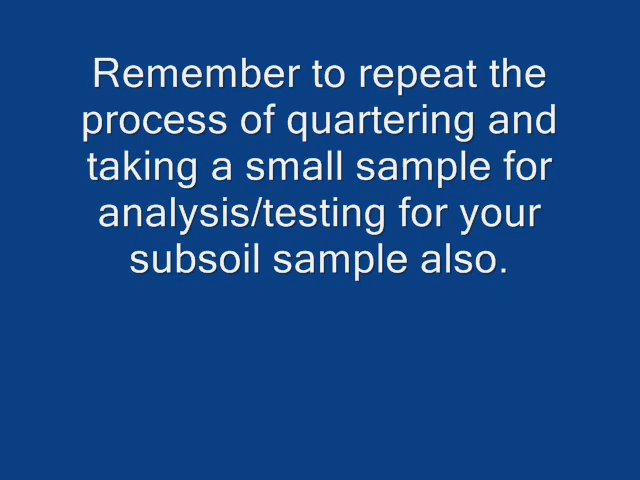 Remember to repeat the
process of quartering and
taking a small sample for
analysis/testing for your
subsoil sample also.